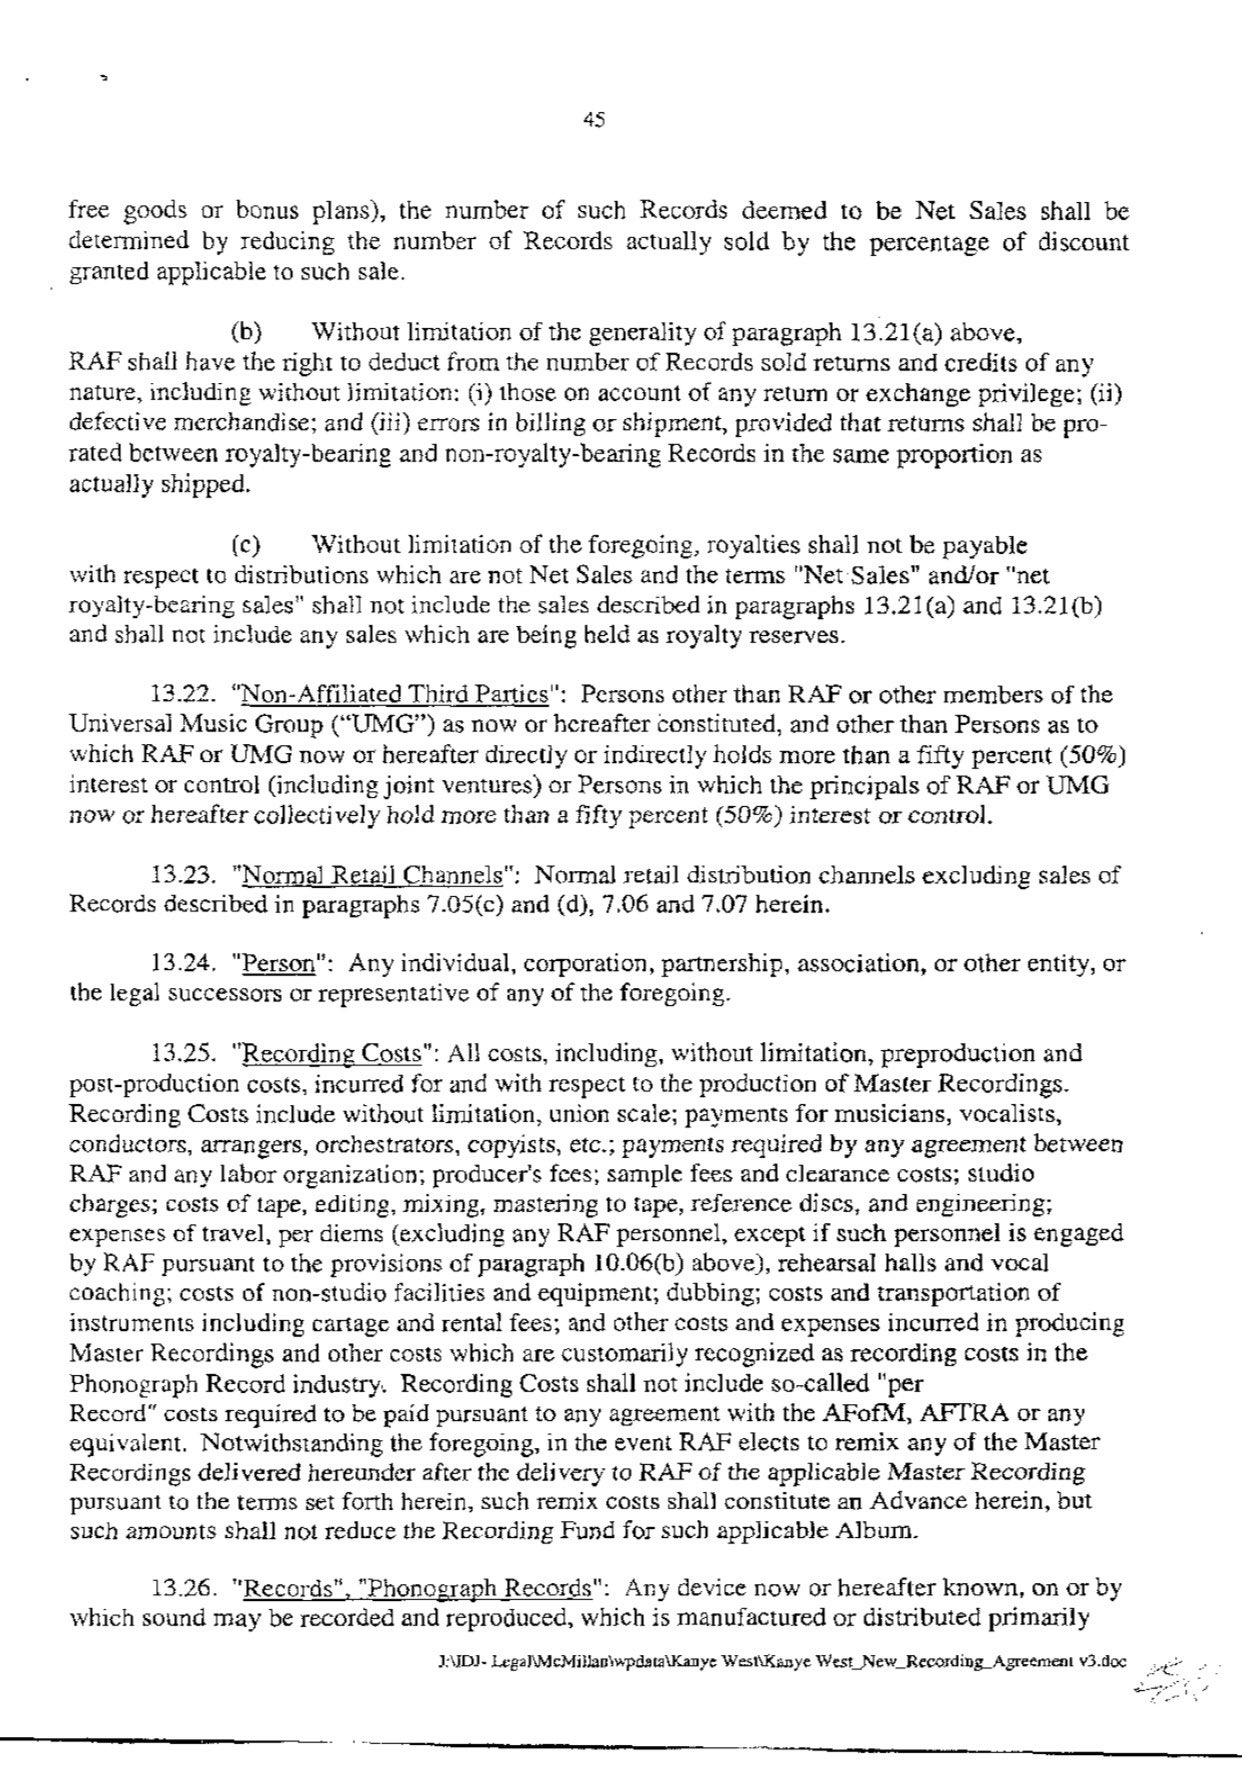 45
free goods or bonus plans), the number of such Records deemed to be Net Sales shall be
determined by reducing the number of Records actually sold by the percentage of discount
granted applicable to such sale.
(b) Without limitation of the generality of paragraph 13.21(a) above,
RAF shall have the right to deduct from the number of Records sold returns and credits of any
nature, including without limitation: (i) those on account of any return or exchange privilege; (ii)
defective merchandise; and (iii) errors in billing or shipment, provided that returns shall be pro-
rated between royalty-bearing and non-royalty-bearing Records in the same proportion as
actually shipped.
(c) Without limitation of the foregoing, royalties shall not be payable
with respect to distributions which are not Net Sales and the terms "Net Sales" and/or "net
royalty-bearing sales" shall not include the sales described in paragraphs 13.21(a) and 13.21(b)
and shall not include any sales which are being held as royalty reserves.
13.22. "Non-Affiliated Third Parties": Persons other than RAF or other members of the
Universal Music Group ("UMG") as now or hereafter constituted, and other than Persons as to
which RAF or UMG now or hereafter directly or indirectly holds more than a fifty percent (50%)
interest or control (including joint ventures) or Persons in which the principals of RAF or UMG
now or hereafter collectively hold more than a fifty percent (50%) interest or control.
13.23. "Normal Retail Channels": Normal retail distribution channels excluding sales of
Records described in paragraphs 7.05(c) and (d), 7.06 and 7.07 herein.
13.24. "Person": Any individual, corporation, partnership, association, or other entity, or
the legal successors or representative of any of the foregoing.
13.25. "Recording Costs": All costs, including, without limitation, preproduction and
post-production costs, incurred for and with respect to the production of Master Recordings.
Recording Costs include without limitation, union scale; payments for musicians, vocalists,
conductors, arrangers, orchestrators, copyists, etc.; payments required by any agreement between
RAF and any labor organization; producer's fees; sample fees and clearance costs; studio
charges; costs of tape, editing, mixing, mastering to tape, reference discs, and engineering;
expenses of travel, per diems (excluding any RAF personnel, except if such personnel is engaged
by RAF pursuant to the provisions of paragraph 10.06(b) above), rehearsal halls and vocal
coaching; costs of non-studio facilities and equipment; dubbing; costs and transportation of
instruments including cartage and rental fees; and other costs and expenses incurred in producing
Master Recordings and other costs which are customarily recognized as recording costs in the
Phonograph Record industry. Recording Costs shall not include so-called "per
Record" costs required to be paid pursuant to any agreement with the AFofM, AFTRA or any
equivalent. Notwithstanding the foregoing, in the event RAF elects to remix any of the Master
Recordings delivered hereunder after the delivery to RAF of the applicable Master Recording
pursuant to the terms set forth herein, such remix costs shall constitute an Advance herein, but
such amounts shall not reduce the Recording Fund for such applicable Album.
13.26. "Records", "Phonograph Records": Any device now or hereafter known, on or by
which sound may be recorded and reproduced, which is manufactured or distributed primarily
J:\IDJ- Legal\McMillan\wpdata\Kanye West\Kanye West_New_Recording_Agreement v3.doc